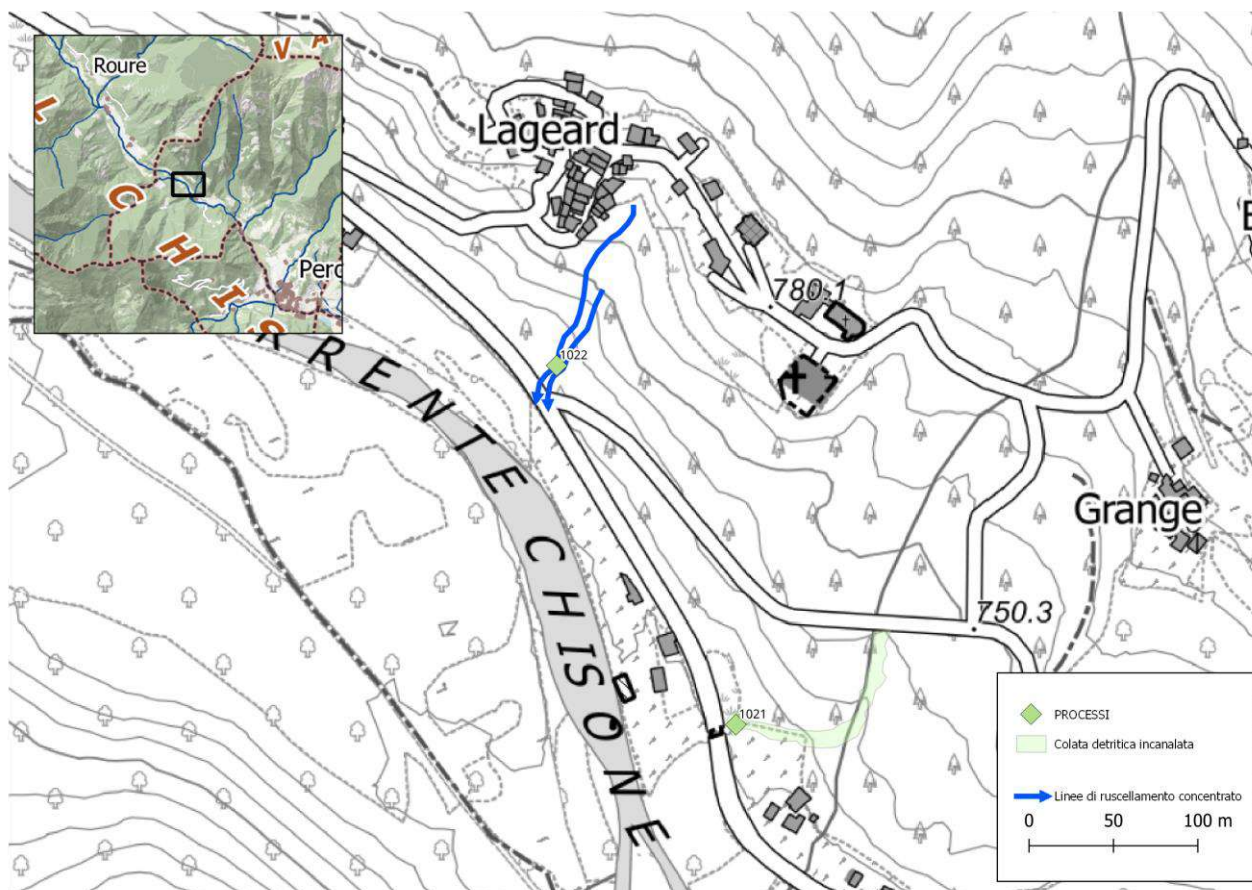 Roure
V A
L
C H I S
Perc
Lageard
780.1
1022
TORRENTE CHISONE
Grange
750.3
1021
PROCESSI
Colata detritica incanalata
Linee di ruscellamento concentrato
0 50 100 m